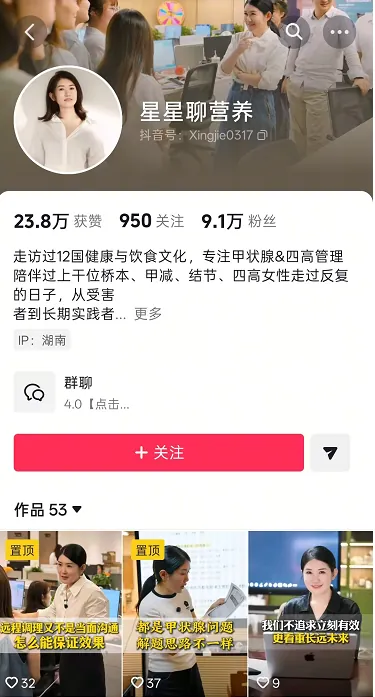 星星聊营养
抖音号：Xingjie0317
23.8万 获赞 950 关注 9.1万 粉丝
走访过12国健康与饮食文化，专注甲状腺&四高管理
陪伴过上千位桥本、甲减、结节、四高女性走过反复
的日子，从受害
者到长期实践者... 更多
IP：湖南
群聊
4.0【点击...
+ 关注
作品 53
置顶
远程调理又不是当面沟通
怎么能保证效果
32
置顶
都是甲状腺问题
解题思路不一样
37
我们不追求立刻有效
更看重长远未来
9